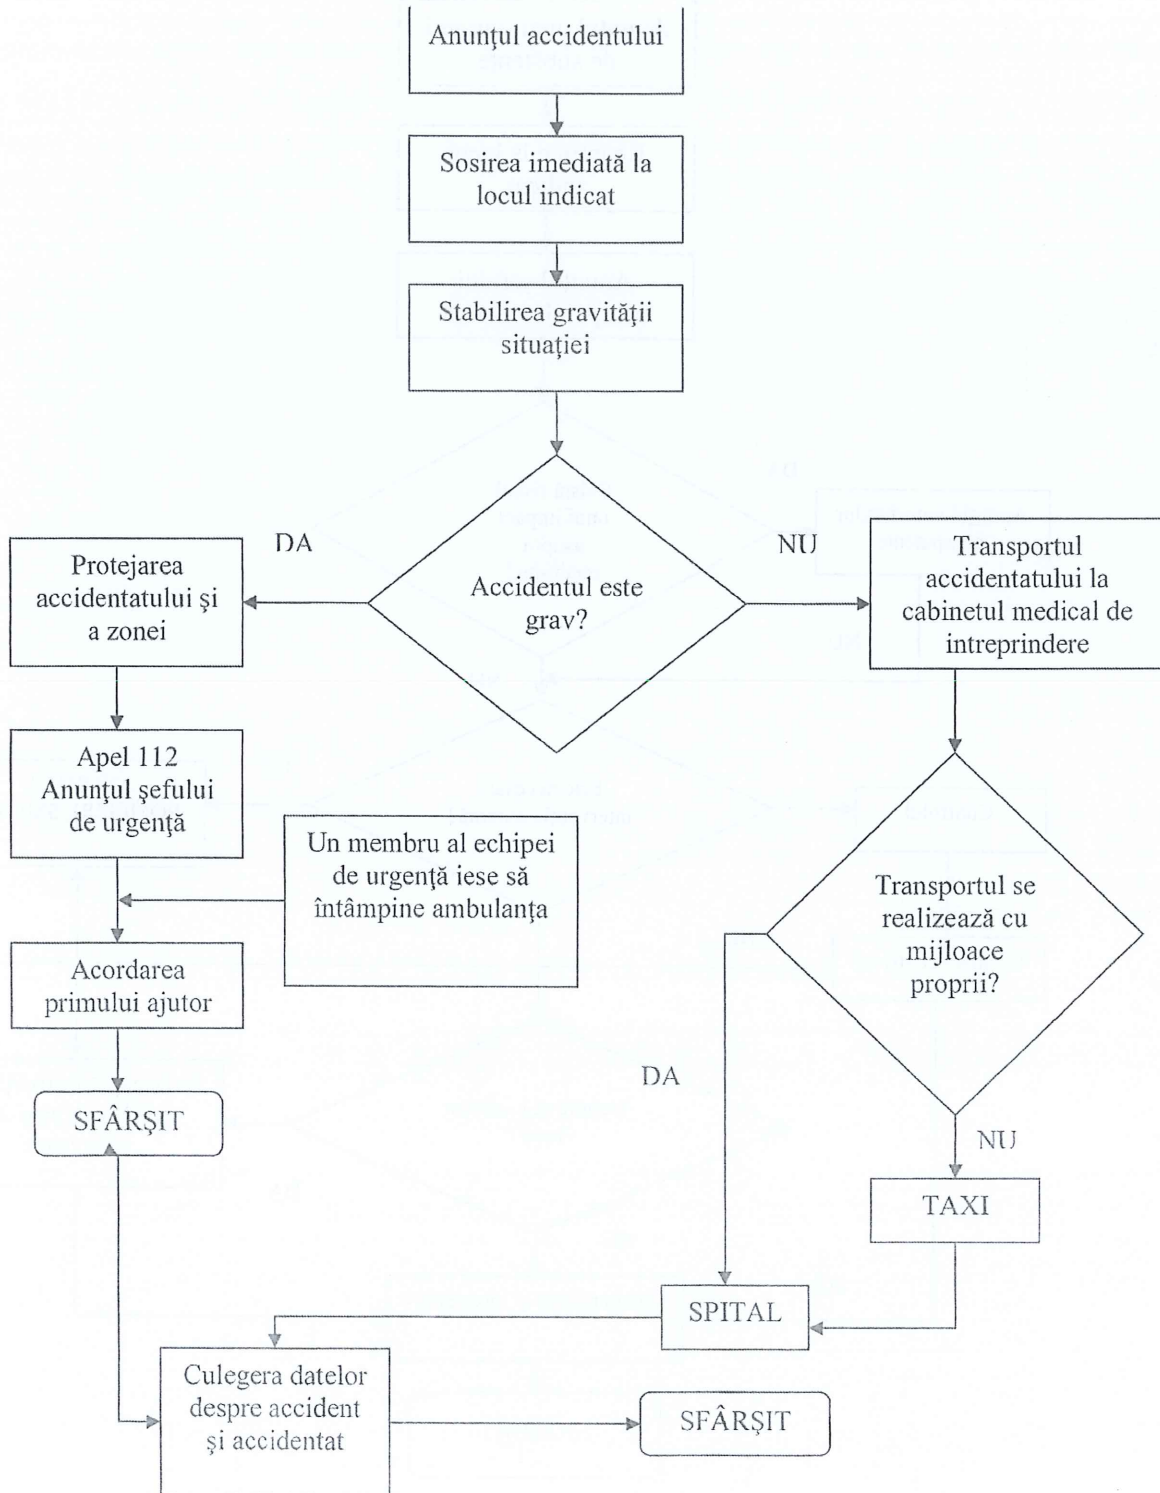 Anunţul accidentului
Sosirea imediată la
locul indicat
Stabilirea gravităţii
situaţiei
Accidentul este
grav?
DA
NU
Protejarea
accidentatului şi
a zonei
Transportul
accidentatului la
cabinetul medical de
intreprindere
Apel 112
Anunţul şefului
de urgenţă
Un membru al echipei
de urgenţă iese să
întâmpine ambulanţa
Acordarea
primului ajutor
SFÂRŞIT
Transportul se
realizează cu
mijloace
proprii?
DA
NU
TAXI
SPITAL
Culegera datelor
despre accident
şi accidentat
SFÂRŞIT